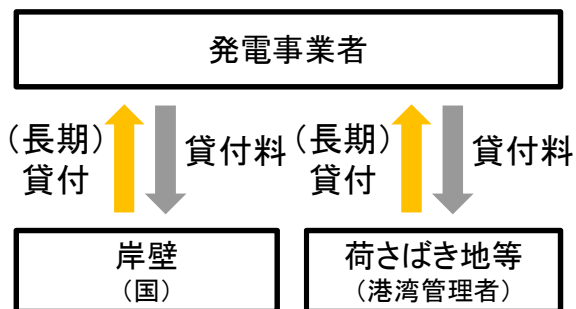 発電事業者
（長期）
貸付
貸付料
（長期）
貸付
貸付料
岸壁
（国）
荷さばき地等
（港湾管理者）